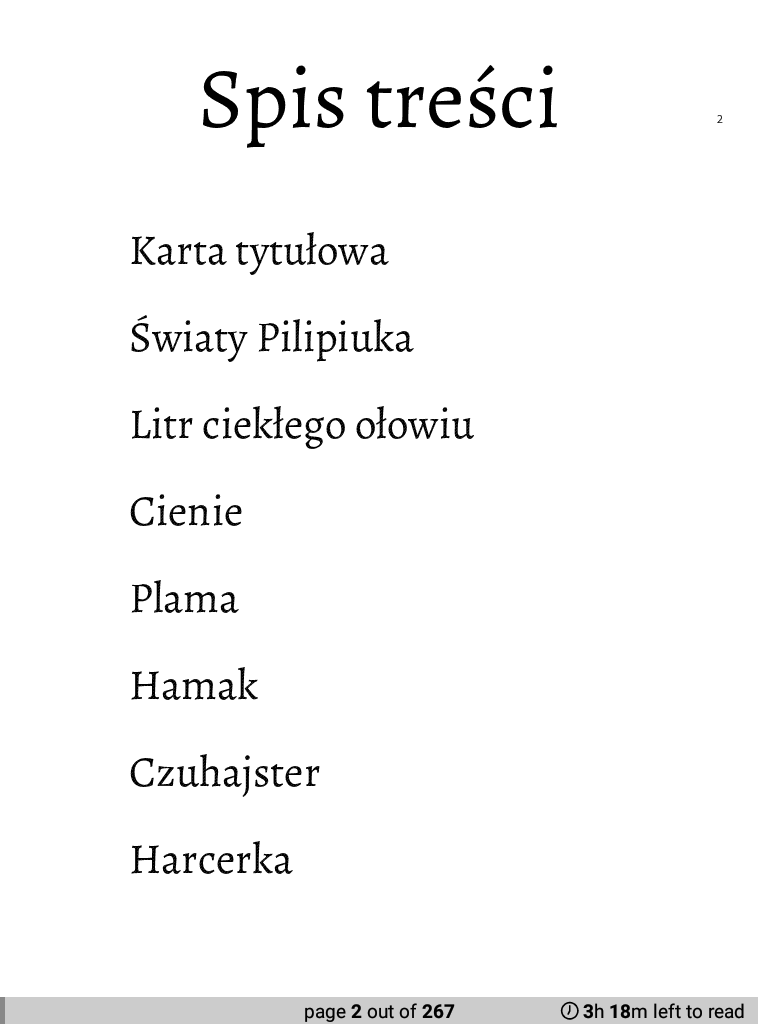 Spis treści
2
Karta tytułowa
Światy Pilipiuka
Litr ciekłego ołowiu
Cienie
Plama
Hamak
Czuhajster
Harcerka
page 2 out of 267
3h 18m left to read